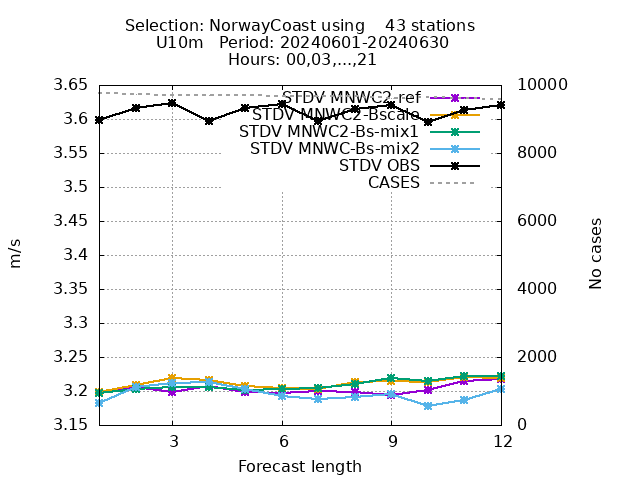 Selection: NorwayCoast using    43 stations
U10m   Period: 20240601-20240630
Hours: 00,03,...,21
3.65
3.6
3.55
3.5
3.45
3.4
3.35
3.3
3.25
3.2
3.15
m/s
STDV MNWC2-ref
STDV MNWC2-Bscale
STDV MNWC2-Bs-mix1
STDV MNWC-Bs-mix2
STDV OBS
CASES
10000
8000
6000
4000
2000
0
No cases
3
6
9
12
Forecast length